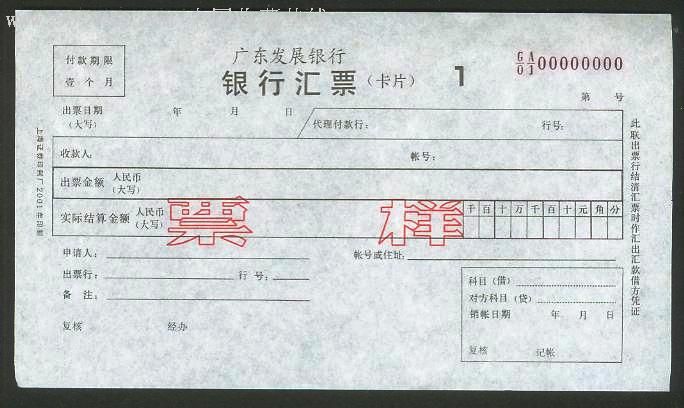 付款期限
壹个月
广东发展银行
银行汇票（卡片） 1
GA
01 00000000
第 号
出票日期
（大写） 年 月 日
代理付款行： 行号：
收款人： 帐号：
出票金额 人民币
（大写）
实际结算金额 人民币
（大写）
票样
千百十万千百十元角分
申请人： 帐号或住址：
出票行： 行号：
备注：
复核 经办
科目（借）
对方科目（贷）
销帐日期 年 月 日
复核 记帐
此联出票行结清汇票时作汇出汇款借方凭证